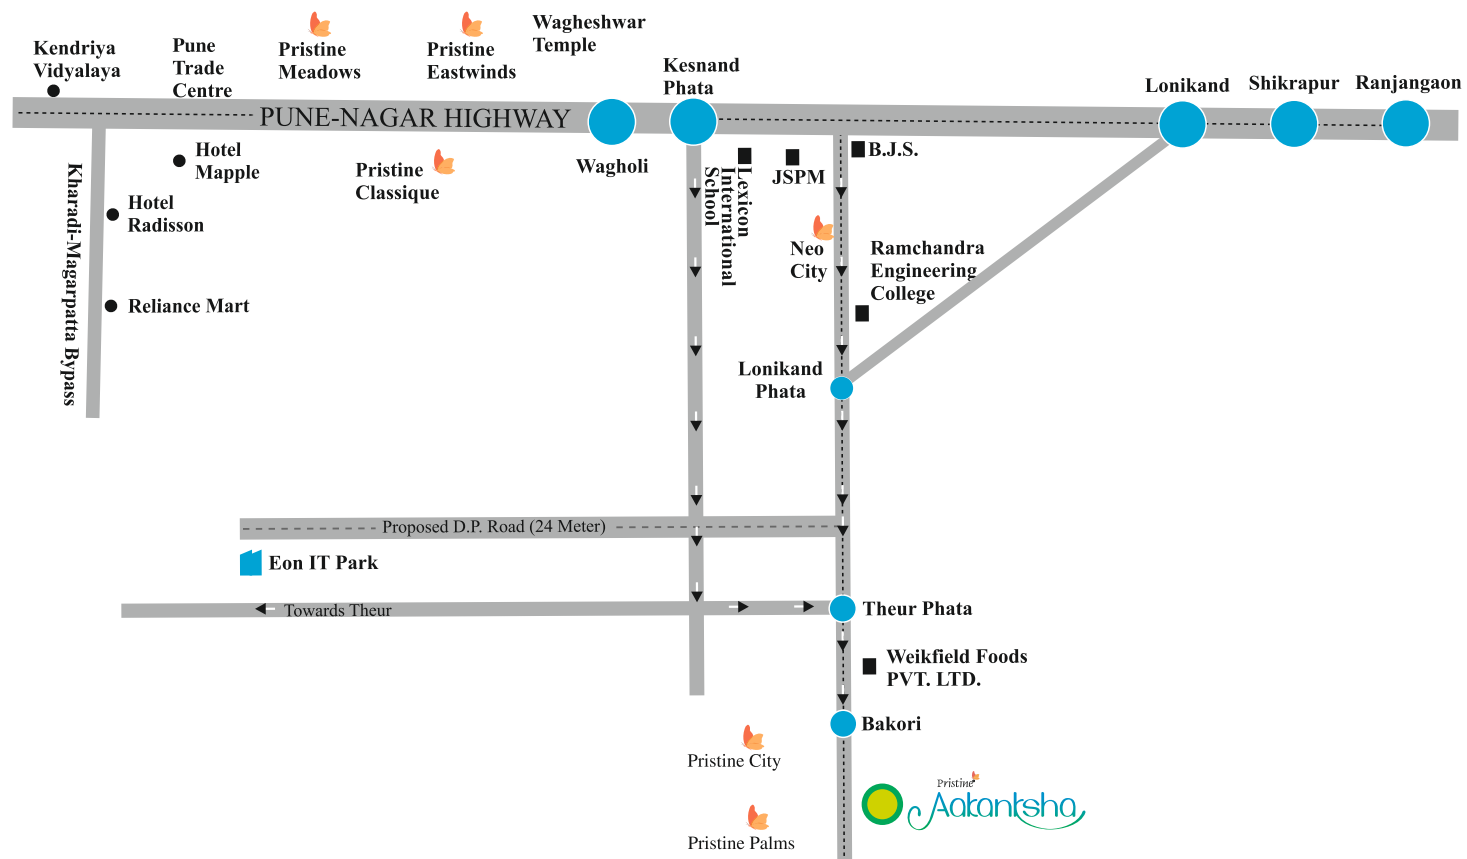 Kendriya
Vidyalaya
Pune
Trade
Centre
Pristine
Meadows
Pristine
Eastwinds
Wagheshwar
Temple
Kesnand
Phata
Lonikand
Shikrapur
Ranjangaon
PUNE-NAGAR HIGHWAY
Wagholi
Hotel
Mapple
Pristine
Classique
Hotel
Radisson
Reliance Mart
Kharadi-Magarpatta Bypass
Lexicon
International
School
JSPM
B.J.S.
Neo
City
Ramchandra
Engineering
College
Lonikand
Phata
Proposed D.P. Road (24 Meter)
Eon IT Park
Towards Theur
Theur Phata
Weikfield Foods
PVT. LTD.
Bakori
Pristine City
Pristine
Aakanksha
Pristine Palms